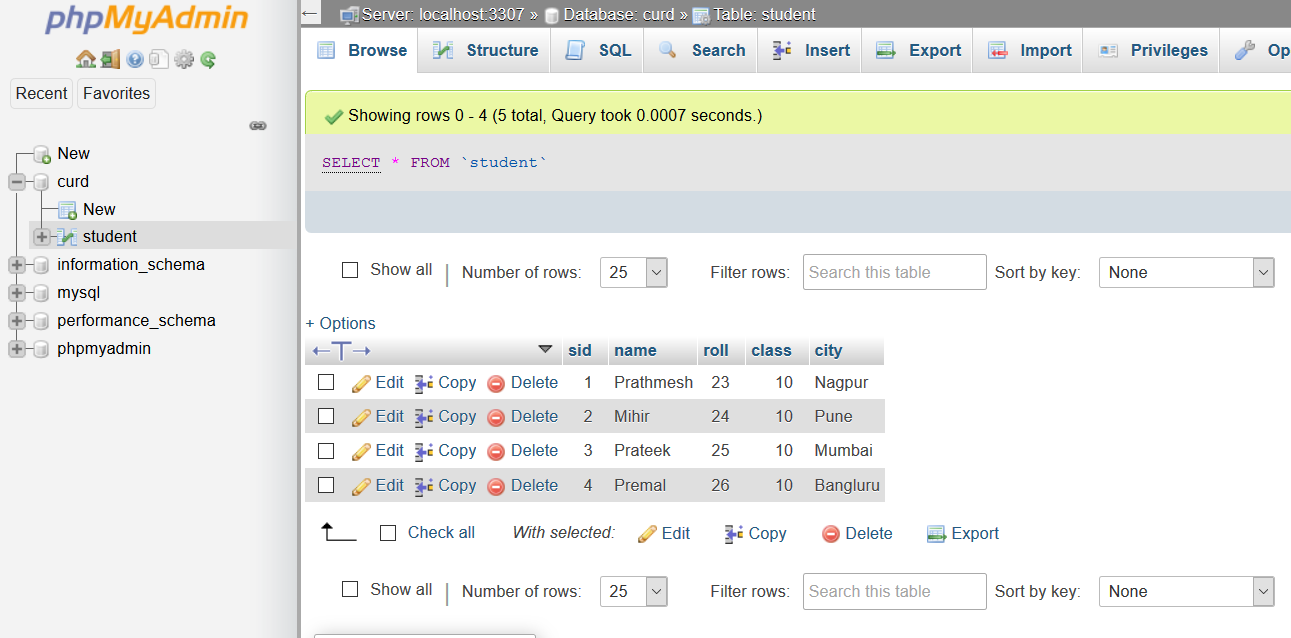 phpMyAdmin
Recent Favorites
New
curd
New
student
information_schema
mysql
performance_schema
phpmyadmin
Server: localhost:3307 » Database: curd » Table: student
Browse Structure SQL Search Insert Export Import Privileges Op
Showing rows 0 - 4 (5 total, Query took 0.0007 seconds.)
SELECT * FROM `student`
Show all | Number of rows: 25 Filter rows: Search this table Sort by key: None
+ Options
←T→ sid name roll class city
Edit Copy Delete 1 Prathmesh 23 10 Nagpur
Edit Copy Delete 2 Mihir 24 10 Pune
Edit Copy Delete 3 Prateek 25 10 Mumbai
Edit Copy Delete 4 Premal 26 10 Bangluru
Check all With selected: Edit Copy Delete Export
Show all | Number of rows: 25 Filter rows: Search this table Sort by key: None